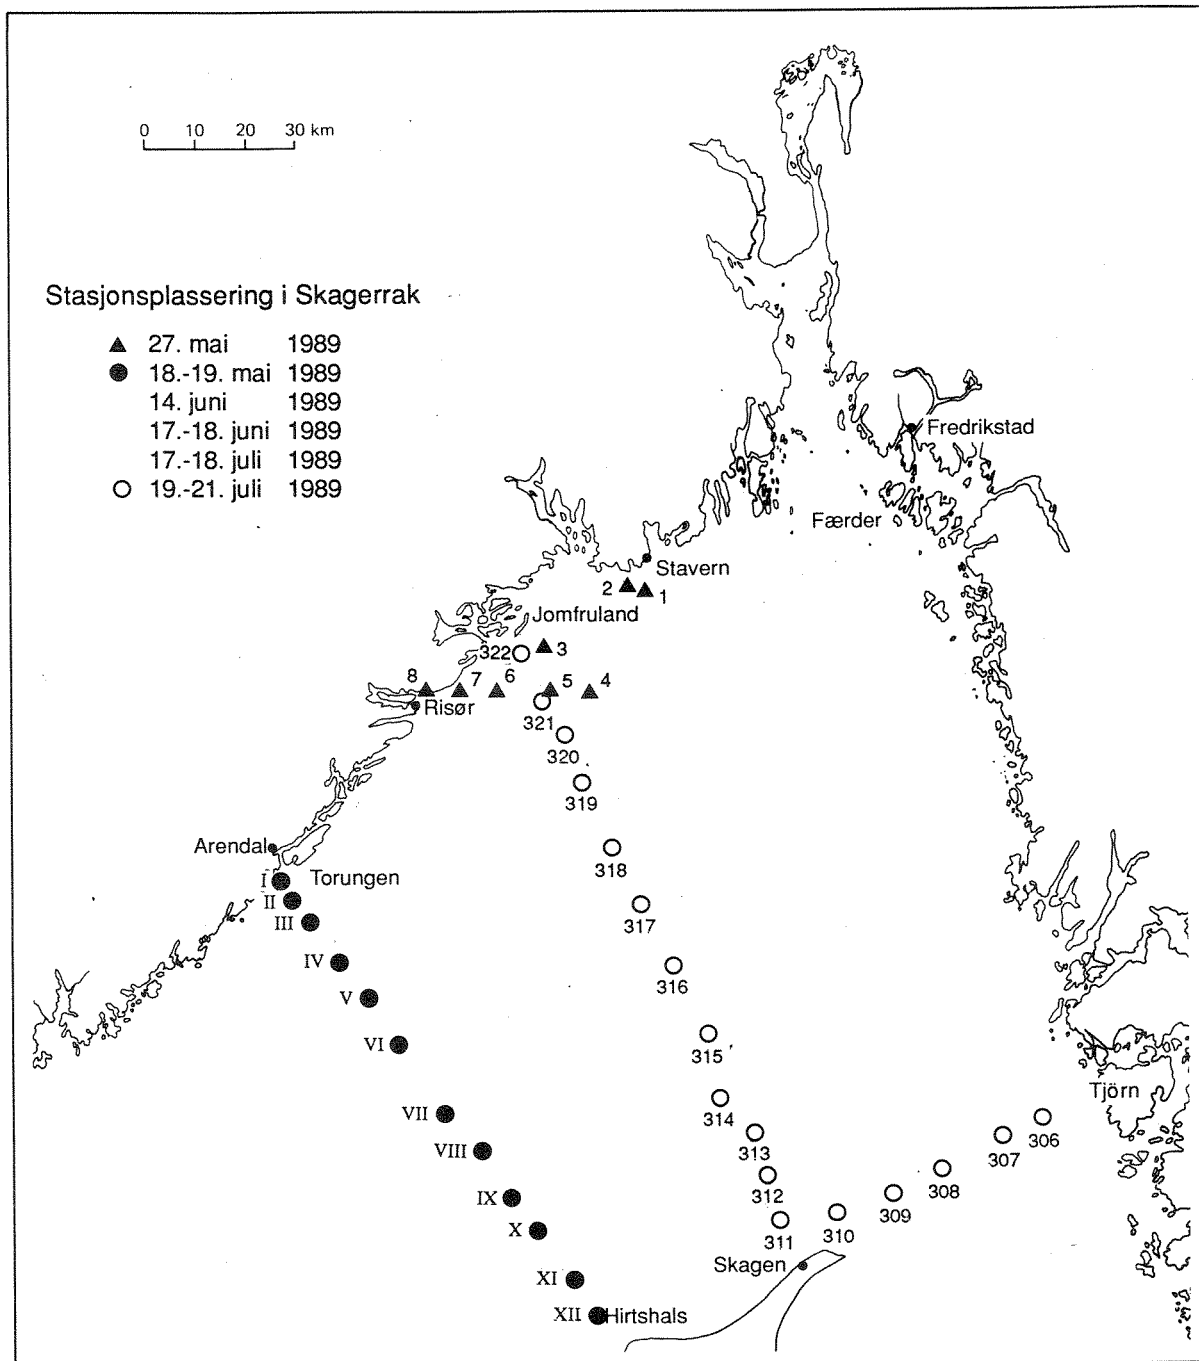 0 10 20 30 km
Stasjonsplassering i Skagerrak
▲ 27. mai 1989
● 18.-19. mai 1989
14. juni 1989
17.-18. juni 1989
17.-18. juli 1989
○ 19.-21. juli 1989
Fredrikstad
Færder
Stavern
2
1
Jomfruland
322
3
8
7
6
5
4
Risør
321
320
319
318
Arendal
I
Torungen
II
III
317
IV
316
V
VI
315
314
Tjörn
VII
313
306
VIII
307
312
308
IX
309
X
311
310
Skagen
XI
XII
Hirtshals